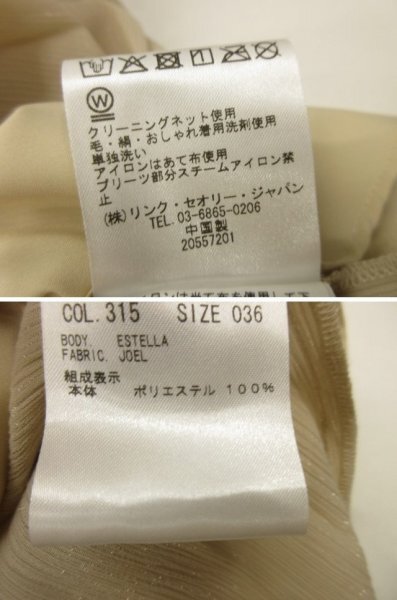 W
クリーニングネット使用
毛・絹・おしゃれ着用洗剤使用
単独洗い
アイロンはあて布使用
プリーツ部分スチームアイロン禁
止
(株)リンク・セオリー・ジャパン
TEL.03-6865-0206
中国製
20557201
COL.315 SIZE 036
BODY. ESTELLA
FABRIC. JOEL
組成表示
本体 ポリエステル 100%